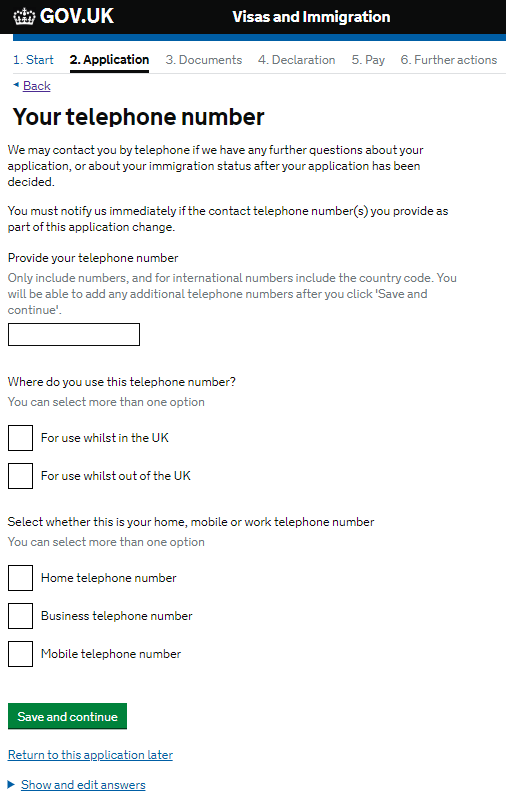 GOV.UK
Visas and Immigration
1. Start 2. Application 3. Documents 4. Declaration 5. Pay 6. Further actions
Back
Your telephone number
We may contact you by telephone if we have any further questions about your
application, or about your immigration status after your application has been
decided.
You must notify us immediately if the contact telephone number(s) you provide as
part of this application change.
Provide your telephone number
Only include numbers, and for international numbers include the country code. You
will be able to add any additional telephone numbers after you click 'Save and
continue'.
Where do you use this telephone number?
You can select more than one option
For use whilst in the UK
For use whilst out of the UK
Select whether this is your home, mobile or work telephone number
You can select more than one option
Home telephone number
Business telephone number
Mobile telephone number
Save and continue
Return to this application later
Show and edit answers